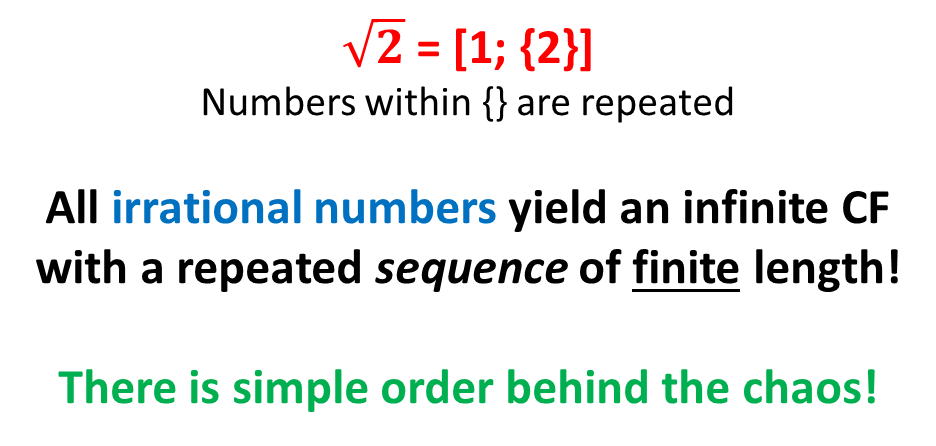 √2 = [1; {2}]
Numbers within {} are repeated
All irrational numbers yield an infinite CF
with a repeated sequence of finite length!
There is simple order behind the chaos!